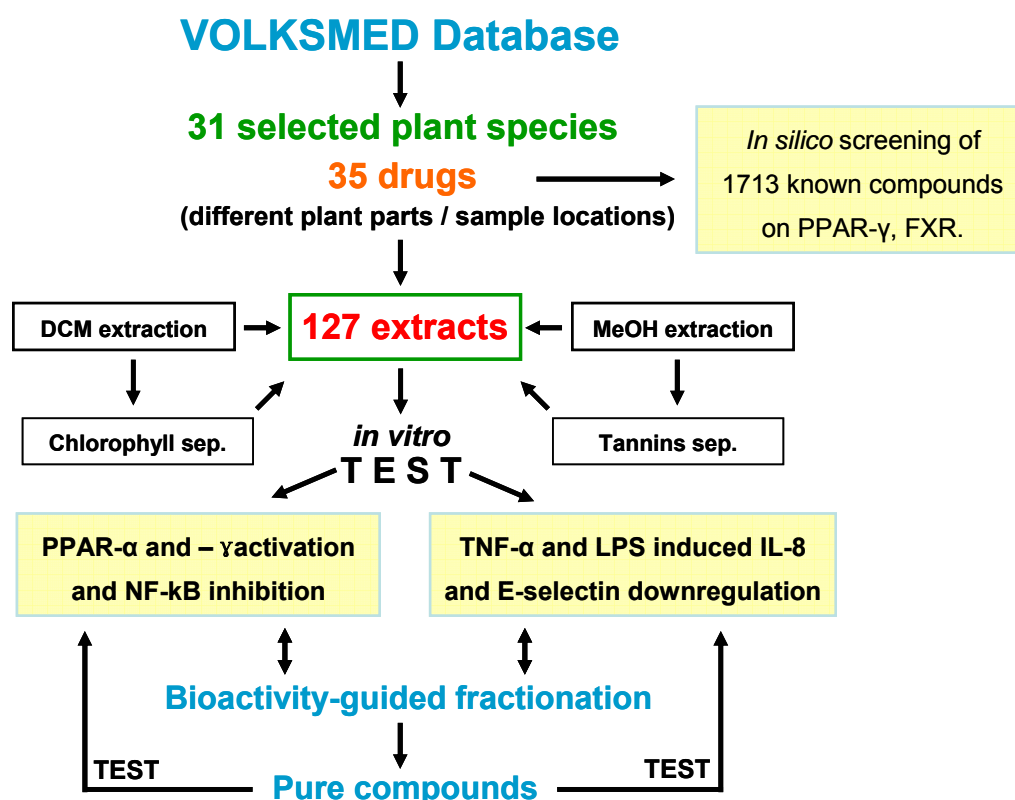 VOLKSMED Database
31 selected plant species
35 drugs
(different plant parts / sample locations)
In silico screening of
1713 known compounds
on PPAR-γ, FXR.
DCM extraction
127 extracts
MeOH extraction
Chlorophyll sep.
in vitro
T E S T
Tannins sep.
PPAR-α and – γactivation
and NF-kB inhibition
TNF-α and LPS induced IL-8
and E-selectin downregulation
Bioactivity-guided fractionation
TEST
Pure compounds
TEST